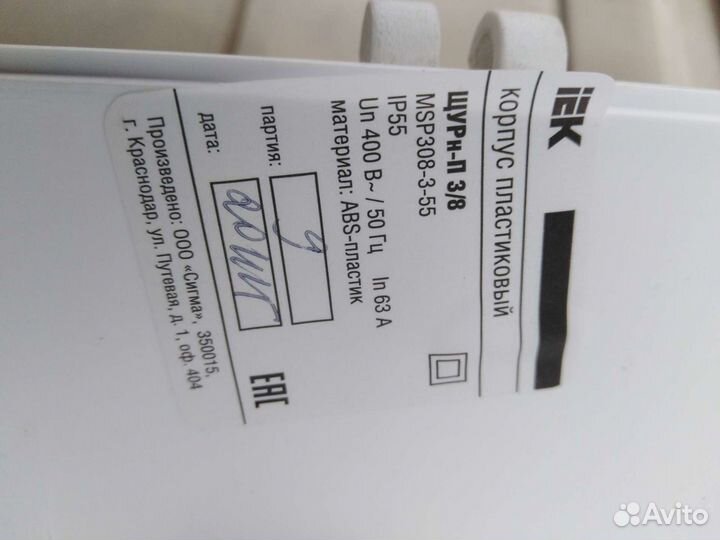 IEK
корпус пластиковый
ЩУРн-П 3/8
MSP308-3-55
IP55
Un 400 В~ / 50 Гц In 63 А
материал: ABS-пластик
партия:
дата:
Произведено: ООО «Сигма», 350015,
г. Краснодар, ул. Путевая, д. 1, оф. 404
EAC
Avito